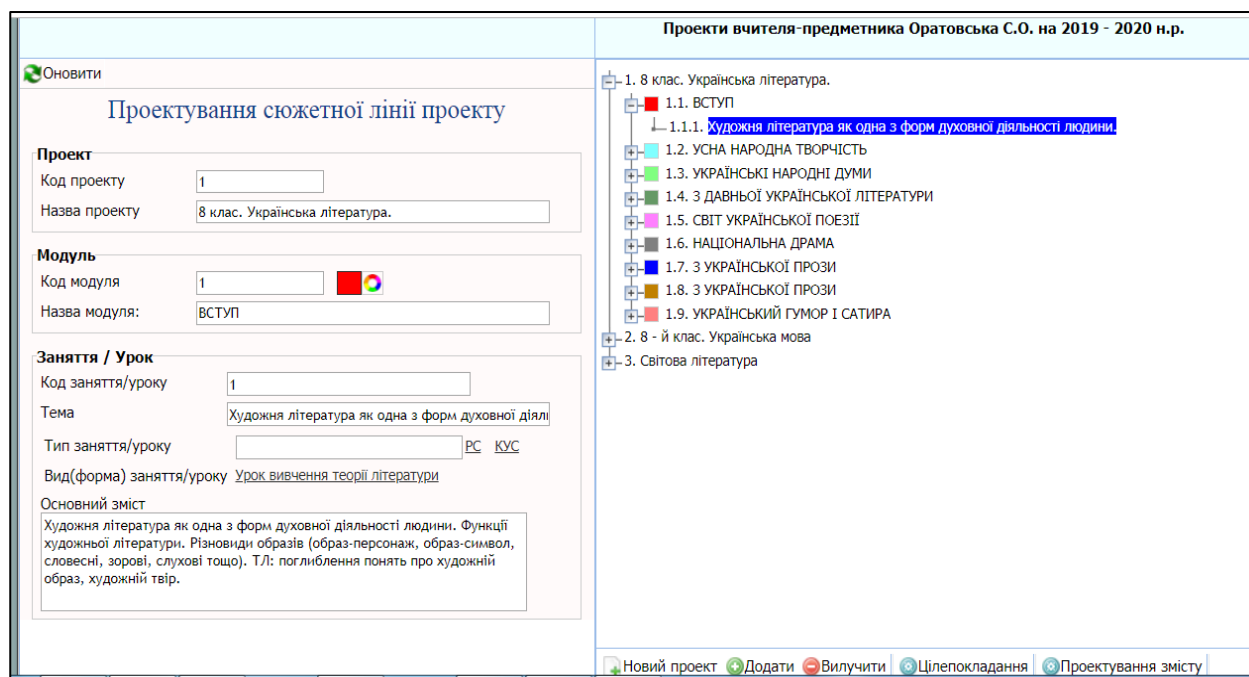 Проекти вчителя-предметника Оратовська С.О. на 2019 - 2020 н.р.
Оновити
Проектування сюжетної лінії проекту
Проект
Код проекту 1
Назва проекту 8 клас. Українська література.
Модуль
Код модуля 1
Назва модуля: ВСТУП
Заняття / Урок
Код заняття/уроку 1
Тема Художня література як одна з форм духовної діял
Тип заняття/уроку РС КУС
Вид(форма) заняття/уроку Урок вивчення теорії літератури
Основний зміст
Художня література як одна з форм духовної діяльності людини. Функції
художньої літератури. Різновиди образів (образ-персонаж, образ-символ,
словесні, зорові, слухові тощо). ТЛ: поглиблення понять про художній
образ, художній твір.
1. 8 клас. Українська література.
1.1. ВСТУП
1.1.1. Художня література як одна з форм духовної діяльності людини.
1.2. УСНА НАРОДНА ТВОРЧІСТЬ
1.3. УКРАЇНСЬКІ НАРОДНІ ДУМИ
1.4. З ДАВНЬОЇ УКРАЇНСЬКОЇ ЛІТЕРАТУРИ
1.5. СВІТ УКРАЇНСЬКОЇ ПОЕЗІЇ
1.6. НАЦІОНАЛЬНА ДРАМА
1.7. З УКРАЇНСЬКОЇ ПРОЗИ
1.8. З УКРАЇНСЬКОЇ ПРОЗИ
1.9. УКРАЇНСЬКИЙ ГУМОР І САТИРА
2. 8 - й клас. Українська мова
3. Світова література
Новий проект Додати Вилучити Цілепокладання Проектування змісту